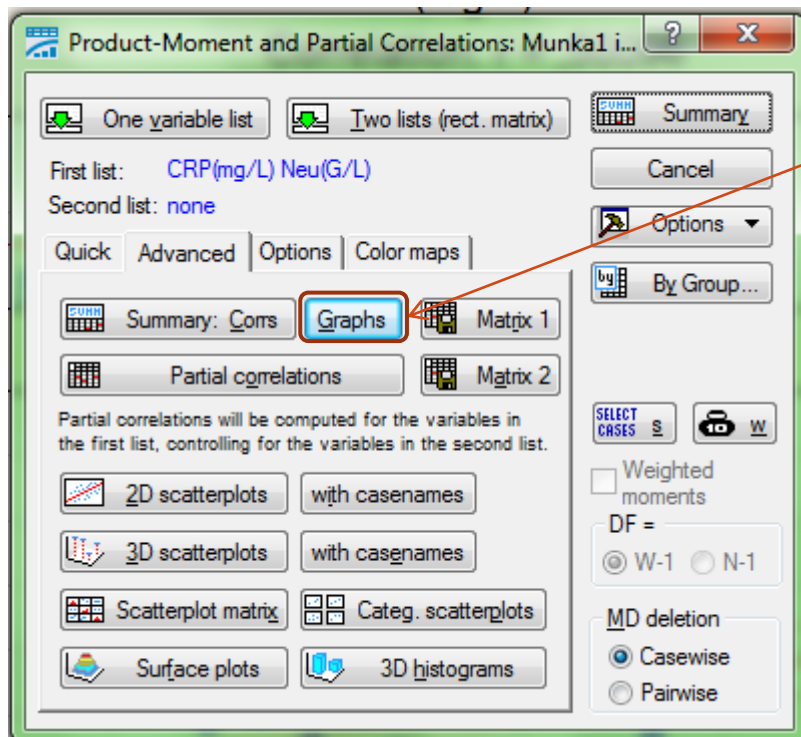 Product-Moment and Partial Correlations: Munka1 i...
One variable list
Two lists (rect. matrix)
Summary
First list: CRP(mg/L) Neu(G/L)
Cancel
Second list: none
Options
Quick Advanced Options Color maps
By Group...
SUMM Summary: Corrs Graphs Matrix 1
Partial correlations Matrix 2
Partial correlations will be computed for the variables in
the first list, controlling for the variables in the second list.
SELECT
CASES S
W
2D scatterplots with casenames
Weighted
moments
3D scatterplots with casenames
DF =
W-1 N-1
Scatterplot matrix Categ. scatterplots
MD deletion
Surface plots 3D histograms
Casewise
Pairwise